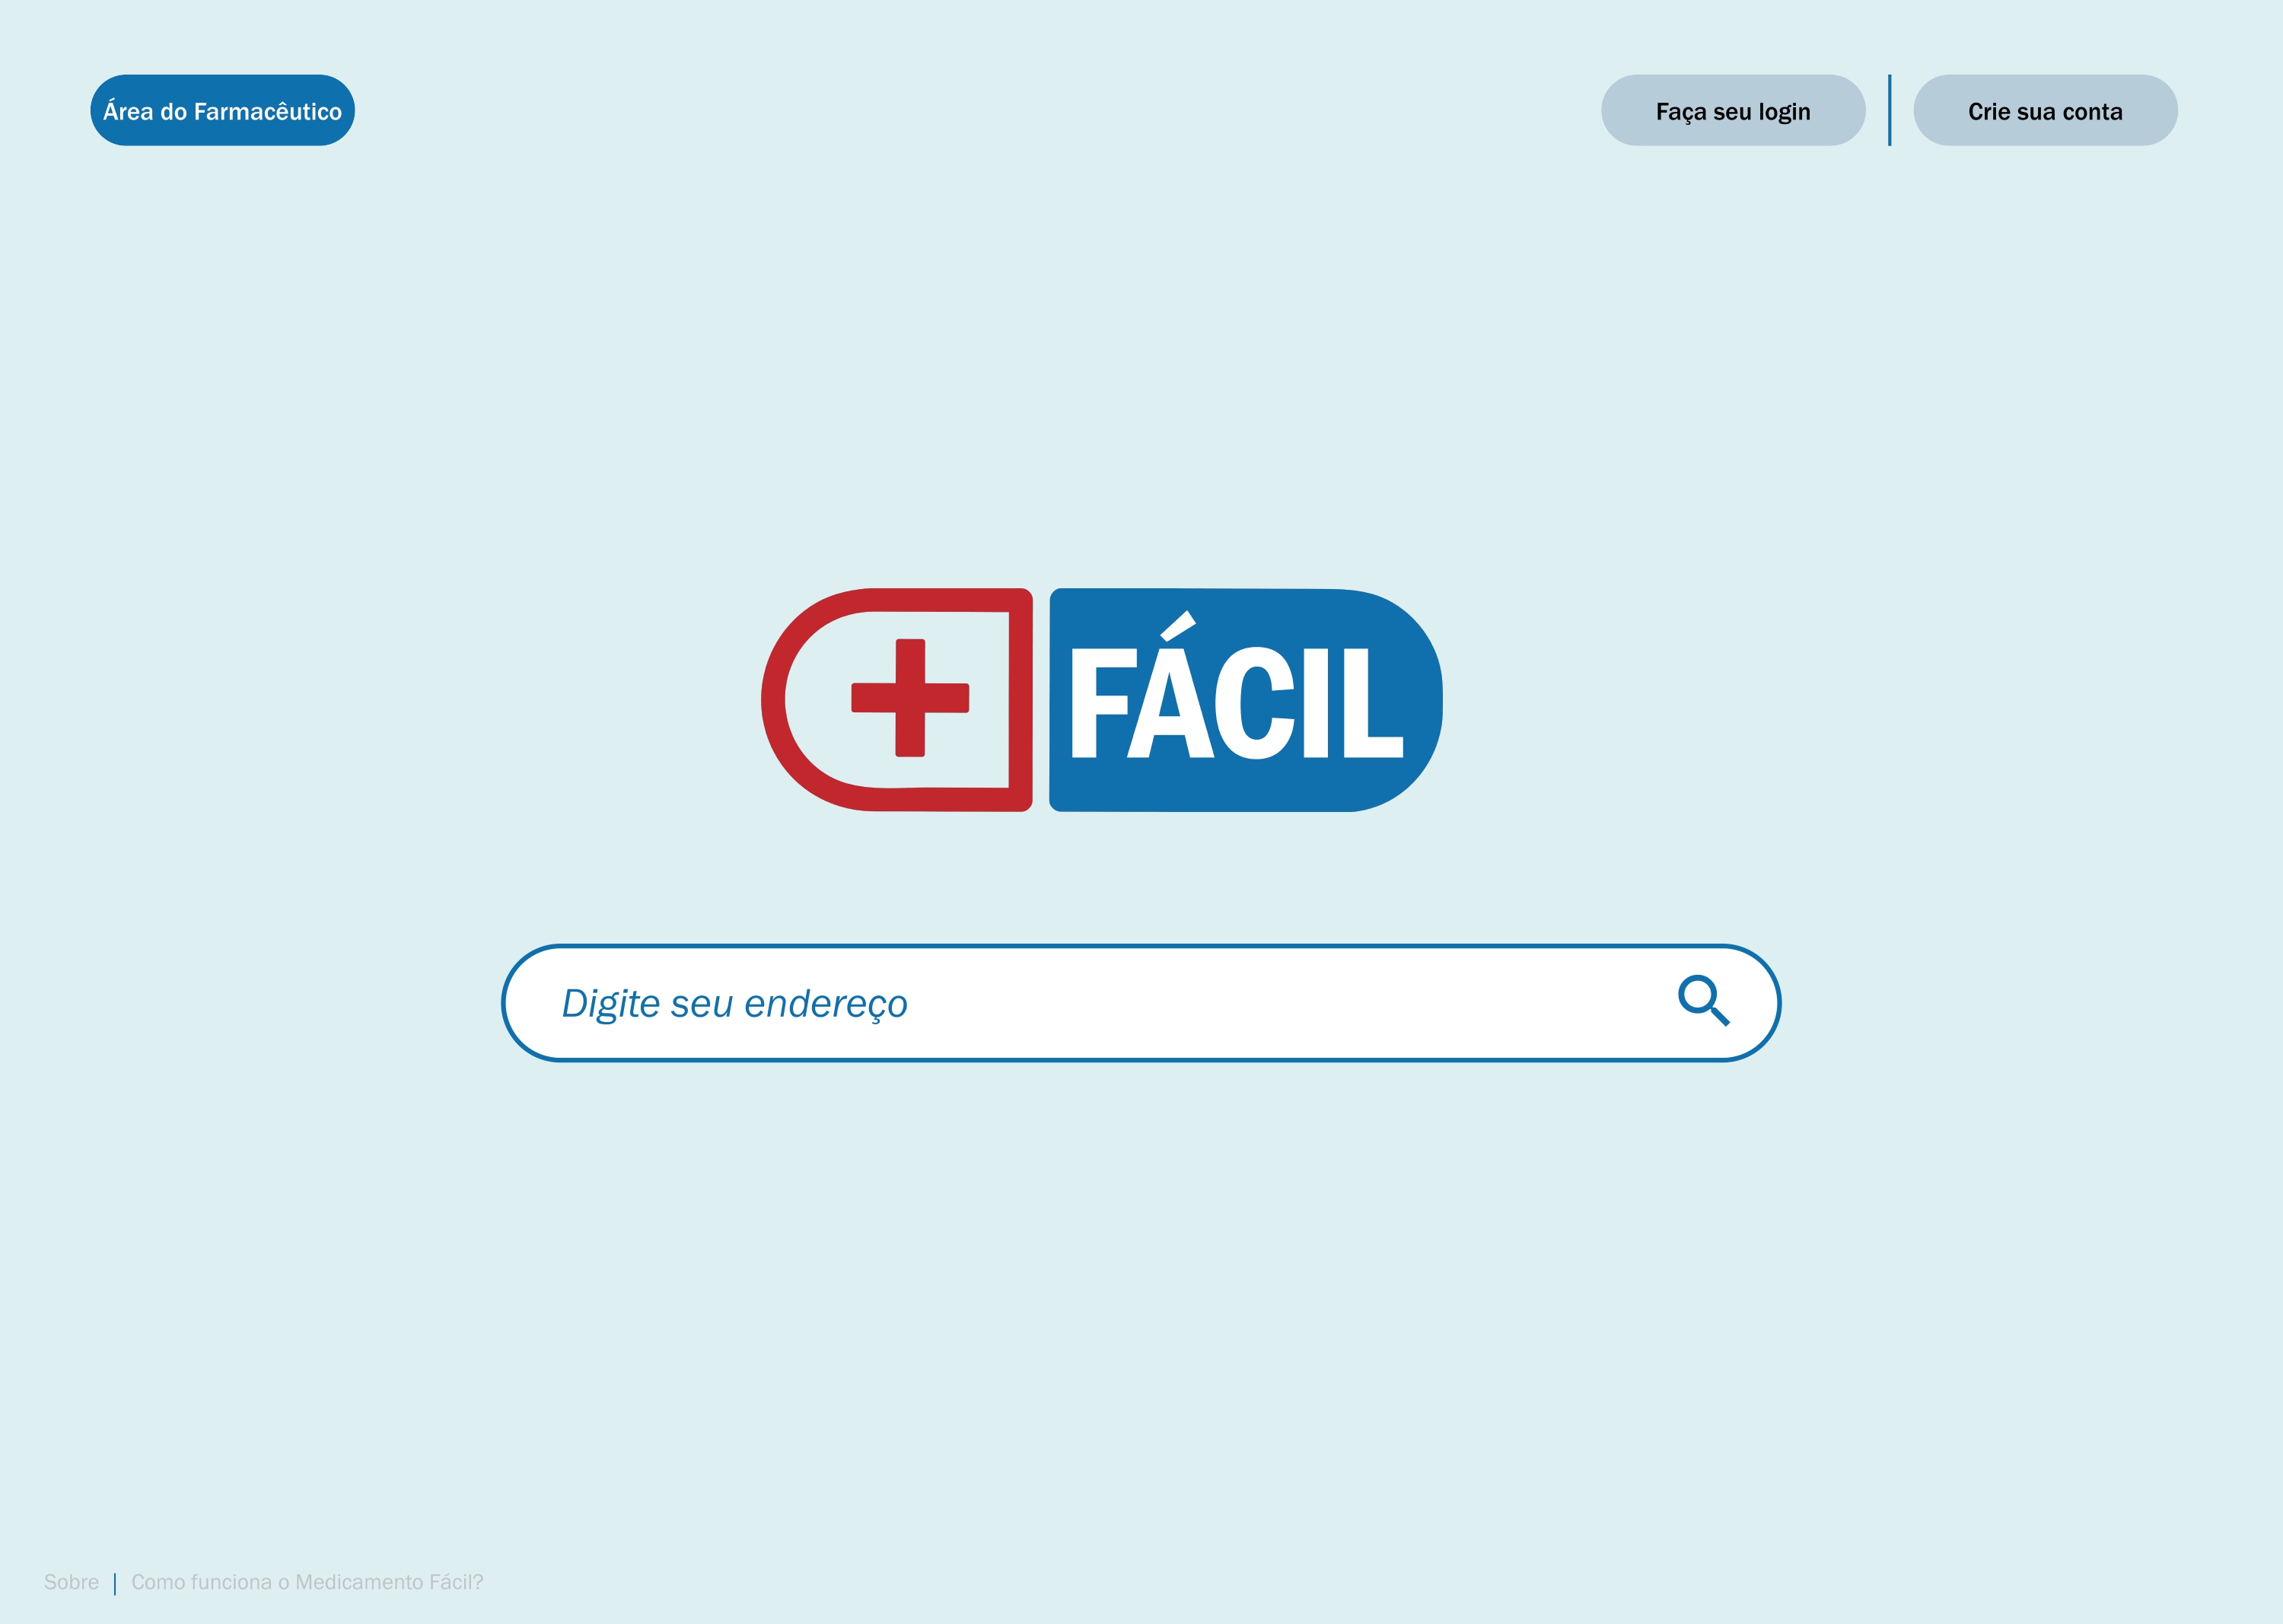 Área do Farmacêutico
Faça seu login
Crie sua conta
FÁCIL
Digite seu endereço
Sobre | Como funciona o Medicamento Fácil?